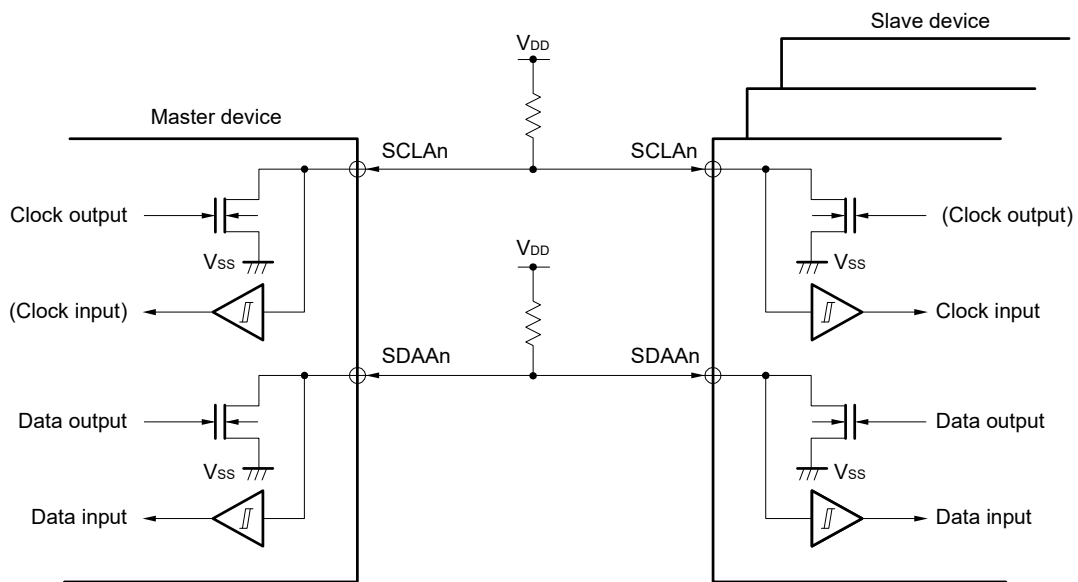 Slave device
VDD
Master device
SCLAn
SCLAn
Clock output
(Clock output)
VSS
VSS
VDD
(Clock input)
Clock input
SDAAn
SDAAn
Data output
Data output
VSS
VSS
Data input
Data input